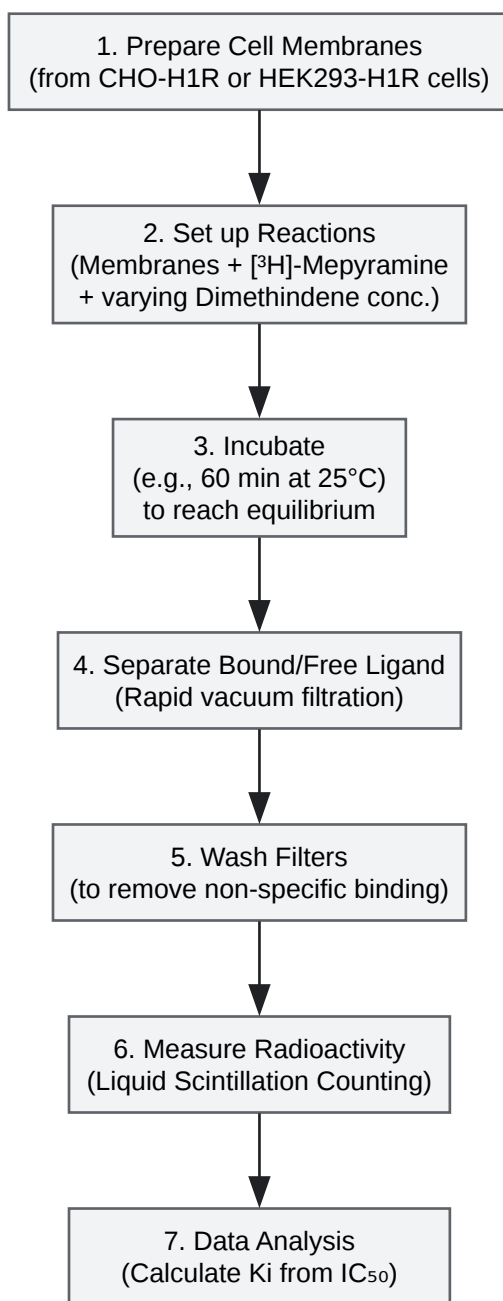 1. Prepare Cell Membranes
(from CHO-H1R or HEK293-H1R cells)
2. Set up Reactions
(Membranes + [³H]-Mepyramine
+ varying Dimethindene conc.)
3. Incubate
(e.g., 60 min at 25°C)
to reach equilibrium
4. Separate Bound/Free Ligand
(Rapid vacuum filtration)
5. Wash Filters
(to remove non-specific binding)
6. Measure Radioactivity
(Liquid Scintillation Counting)
7. Data Analysis
(Calculate Ki from IC₅₀)